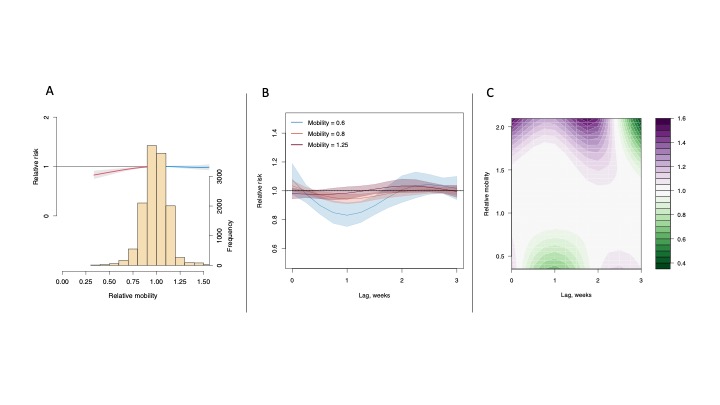 A
2
1
0
Relative risk
3000
2000
1000
0
Frequency
0.00 0.25 0.50 0.75 1.00 1.25 1.50
Relative mobility
B
Mobility = 0.6
Mobility = 0.8
Mobility = 1.25
1.4
1.2
1.0
0.8
0.6
Relative risk
0 1 2 3
Lag, weeks
C
2.0
1.5
1.0
0.5
Relative mobility
0 1 2 3
Lag, weeks
1.6
1.4
1.2
1.0
0.8
0.6
0.4